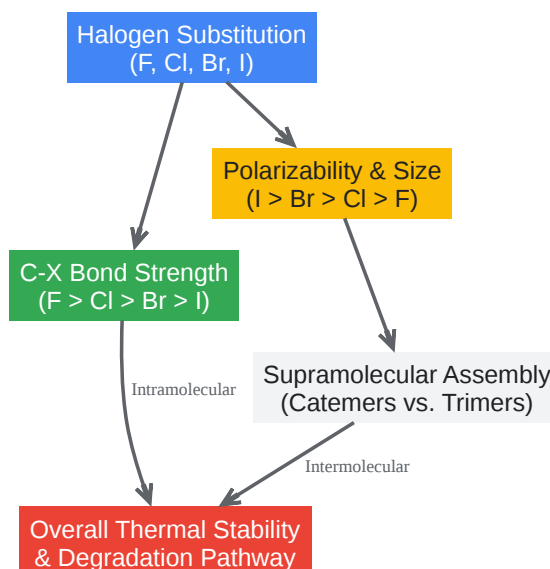 Halogen Substitution
(F, Cl, Br, I)
Polarizability & Size
(I > Br > Cl > F)
C-X Bond Strength
(F > Cl > Br > I)
Intramolecular
Supramolecular Assembly
(Catemers vs. Trimers)
Intermolecular
Overall Thermal Stability
& Degradation Pathway